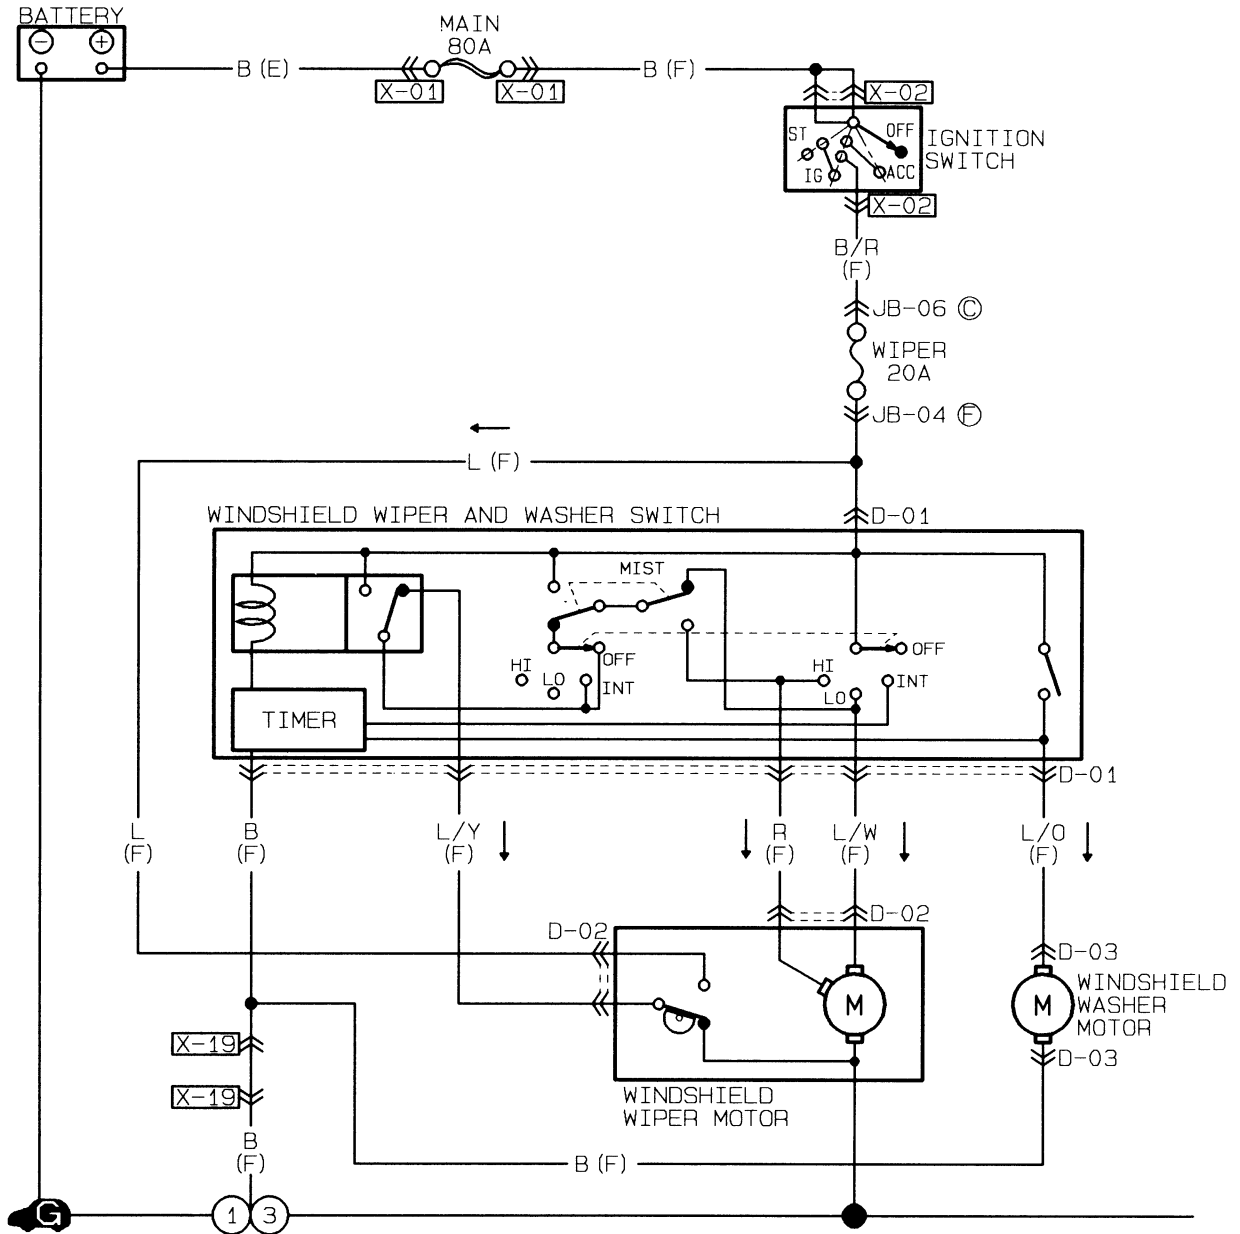 BATTERY
MAIN
80A
B (E)
B (F)
X-01
X-01
X-02
ST
OFF
IG
ACC
IGNITION
SWITCH
X-02
B/R
(F)
JB-06 C
WIPER
20A
JB-04 F
L (F)
WINDSHIELD WIPER AND WASHER SWITCH
D-01
MIST
OFF
HI
LO
INT
HI
LO
OFF
INT
TIMER
D-01
L
(F)
B
(F)
L/Y
(F)
R
(F)
L/W
(F)
L/O
(F)
D-02
D-02
D-03
M
M
WINDSHIELD
WASHER
MOTOR
D-03
X-19
X-19
WINDSHIELD
WIPER MOTOR
B
(F)
B (F)
G
1
3